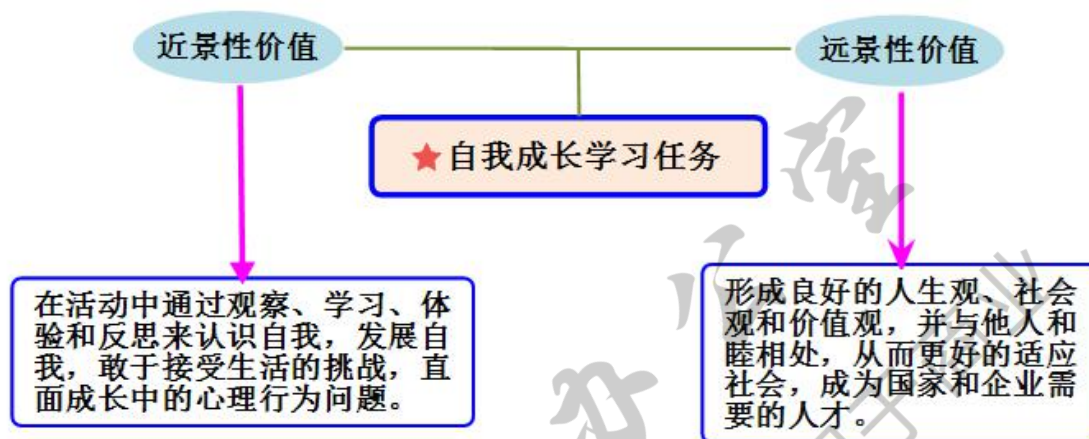 近景性价值
远景性价值
★自我成长学习任务
在活动中通过观察、学习、体
验和反思来认识自我，发展自
我，敢于接受生活的挑战，直
面成长中的心理行为问题。
形成良好的人生观、社会
观和价值观，并与他人和
睦相处，从而更好的适应
社会，成为国家和企业需
要的人才。